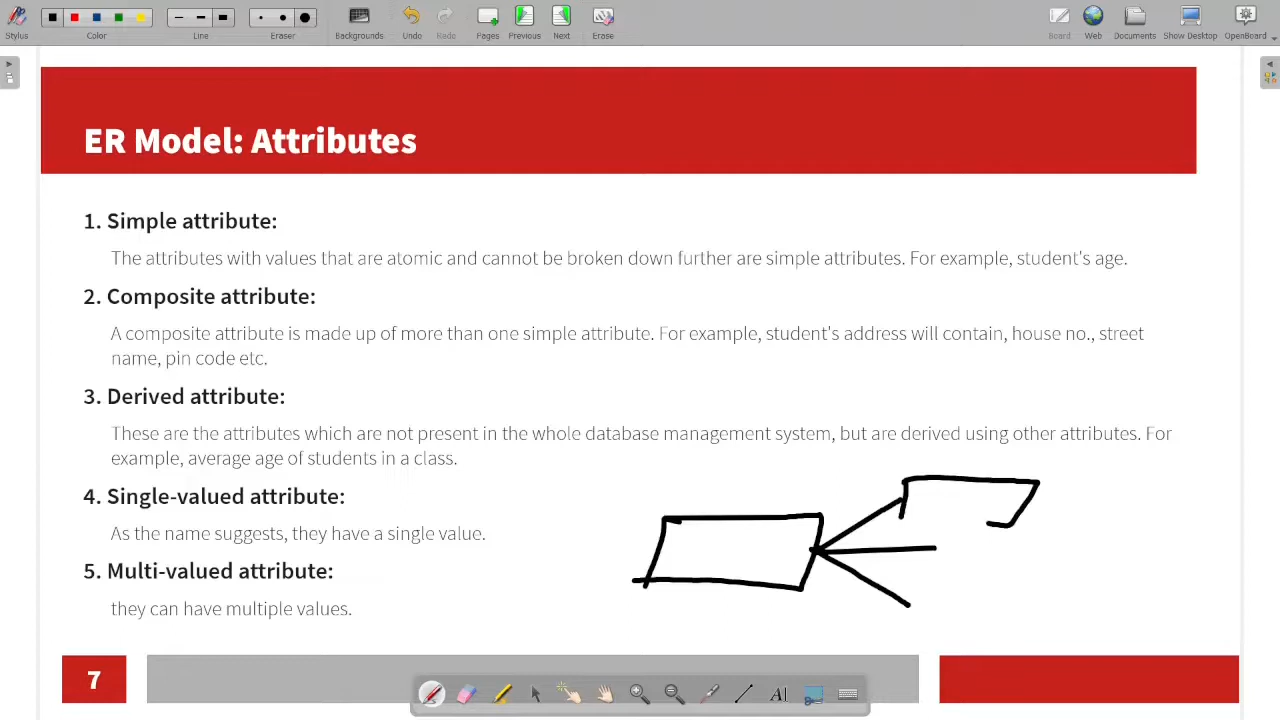 Stylus
Color
Line
Eraser
Backgrounds
Undo
Redo
Pages
Previous
Next
Erase
Board
Web
Documents
Show Desktop
OpenBoard
ER Model: Attributes
1. Simple attribute:
The attributes with values that are atomic and cannot be broken down further are simple attributes. For example, student's age.
2. Composite attribute:
A composite attribute is made up of more than one simple attribute. For example, student's address will contain, house no., street
name, pin code etc.
3. Derived attribute:
These are the attributes which are not present in the whole database management system, but are derived using other attributes. For
example, average age of students in a class.
4. Single-valued attribute:
As the name suggests, they have a single value.
5. Multi-valued attribute:
they can have multiple values.
7
AI